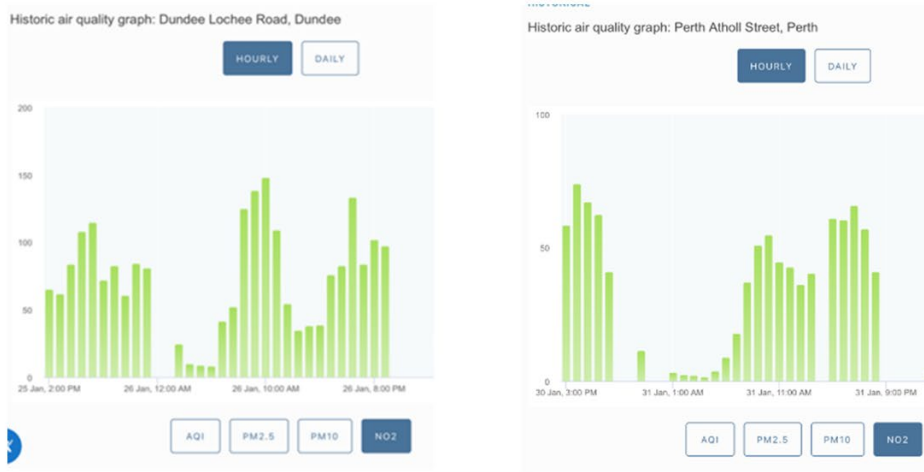 Historic air quality graph: Dundee Lochee Road, Dundee
HOURLY DAILY
200
150
100
50
0
25 Jan, 2:00 PM 26 Jan, 12:00 AM 26 Jan, 10:00 AM 26 Jan, 8:00 PM
AQI PM2.5 PM10 NO2
Historic air quality graph: Perth Atholl Street, Perth
HOURLY DAILY
100
50
0
30 Jan, 3:00 PM 31 Jan, 1:00 AM 31 Jan, 11:00 AM 31 Jan, 9:00 PM
AQI PM2.5 PM10 NO2